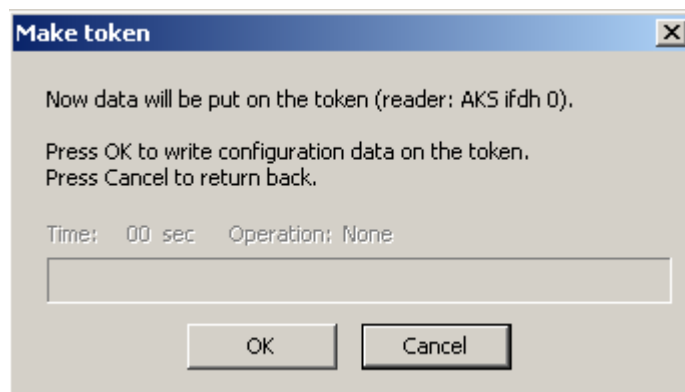 Make token
Now data will be put on the token (reader: AKS ifdh 0).
Press OK to write configuration data on the token.
Press Cancel to return back.
Time: 00 sec Operation: None
OK Cancel